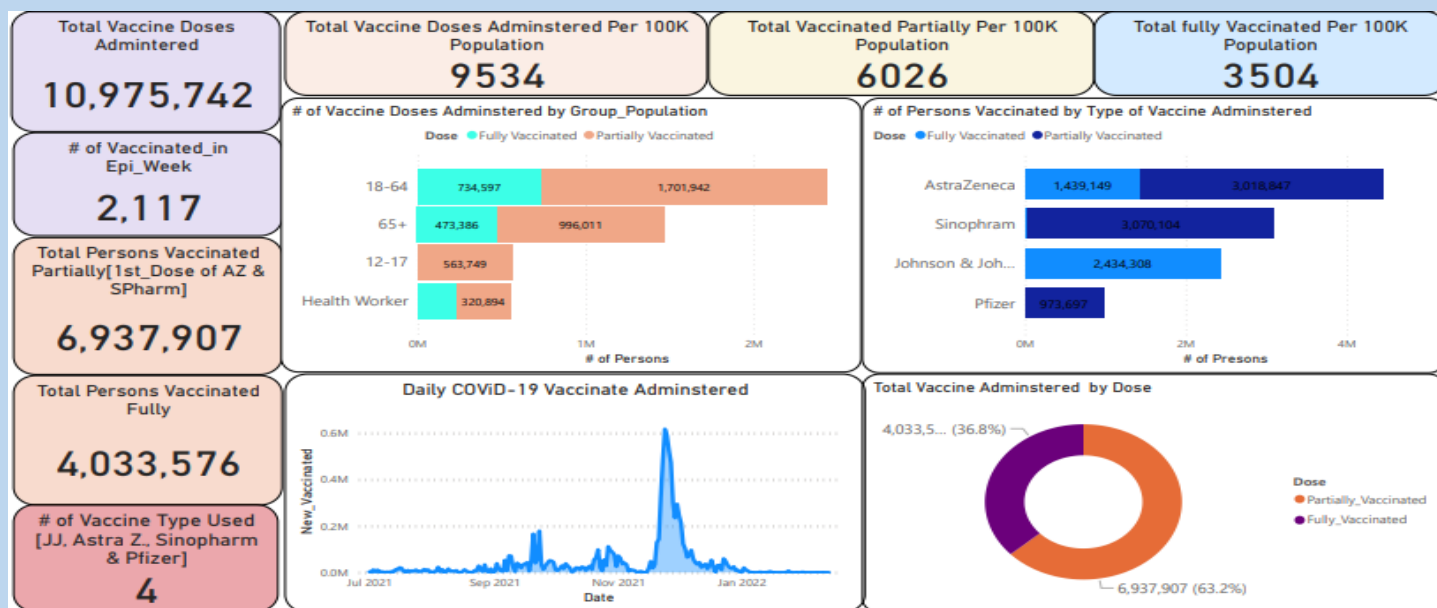 Total Vaccine Doses
Admintered
10,975,742
Total Vaccine Doses Adminstered Per 100K
Population
9534
Total Vaccinated Partially Per 100K
Population
6026
Total fully Vaccinated Per 100K
Population
3504
# of Vaccinated_in
Epi_Week
2,117
Total Persons Vaccinated
Partially[1st_Dose of AZ &
SPharm]
6,937,907
Total Persons Vaccinated
Fully
4,033,576
# of Vaccine Type Used
[JJ, Astra Z., Sinopharm
& Pfizer]
4
# of Vaccine Doses Adminstered by Group_Population
Dose Fully Vaccinated Partially Vaccinated
18-64 734,597 1,701,942
65+ 473,386 996,011
12-17 563,749
Health Worker 320,894
0M 1M 2M
# of Persons
# of Persons Vaccinated by Type of Vaccine Adminstered
Dose Fully Vaccinated Partially Vaccinated
AstraZeneca 1,439,149 3,018,847
Sinophram 3,070,104
Johnson & Joh... 2,434,308
Pfizer 973,697
0M 2M 4M
# of Presons
Daily COViD-19 Vaccinate Adminstered
New_Vaccinated
0.6M
0.4M
0.2M
0.0M
Jul 2021 Sep 2021 Nov 2021 Jan 2022
Date
Total Vaccine Adminstered by Dose
4,033,5... (36.8%)
Dose
Partially_Vaccinated
Fully_Vaccinated
6,937,907 (63.2%)